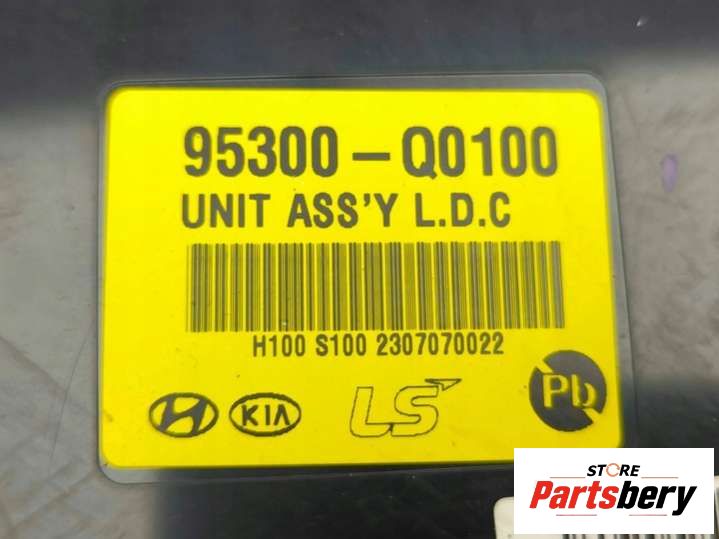 95300-Q0100
UNIT ASS'Y L.D.C
H100 S100 2307070022
KIA LS Pb
STORE
Partsbery